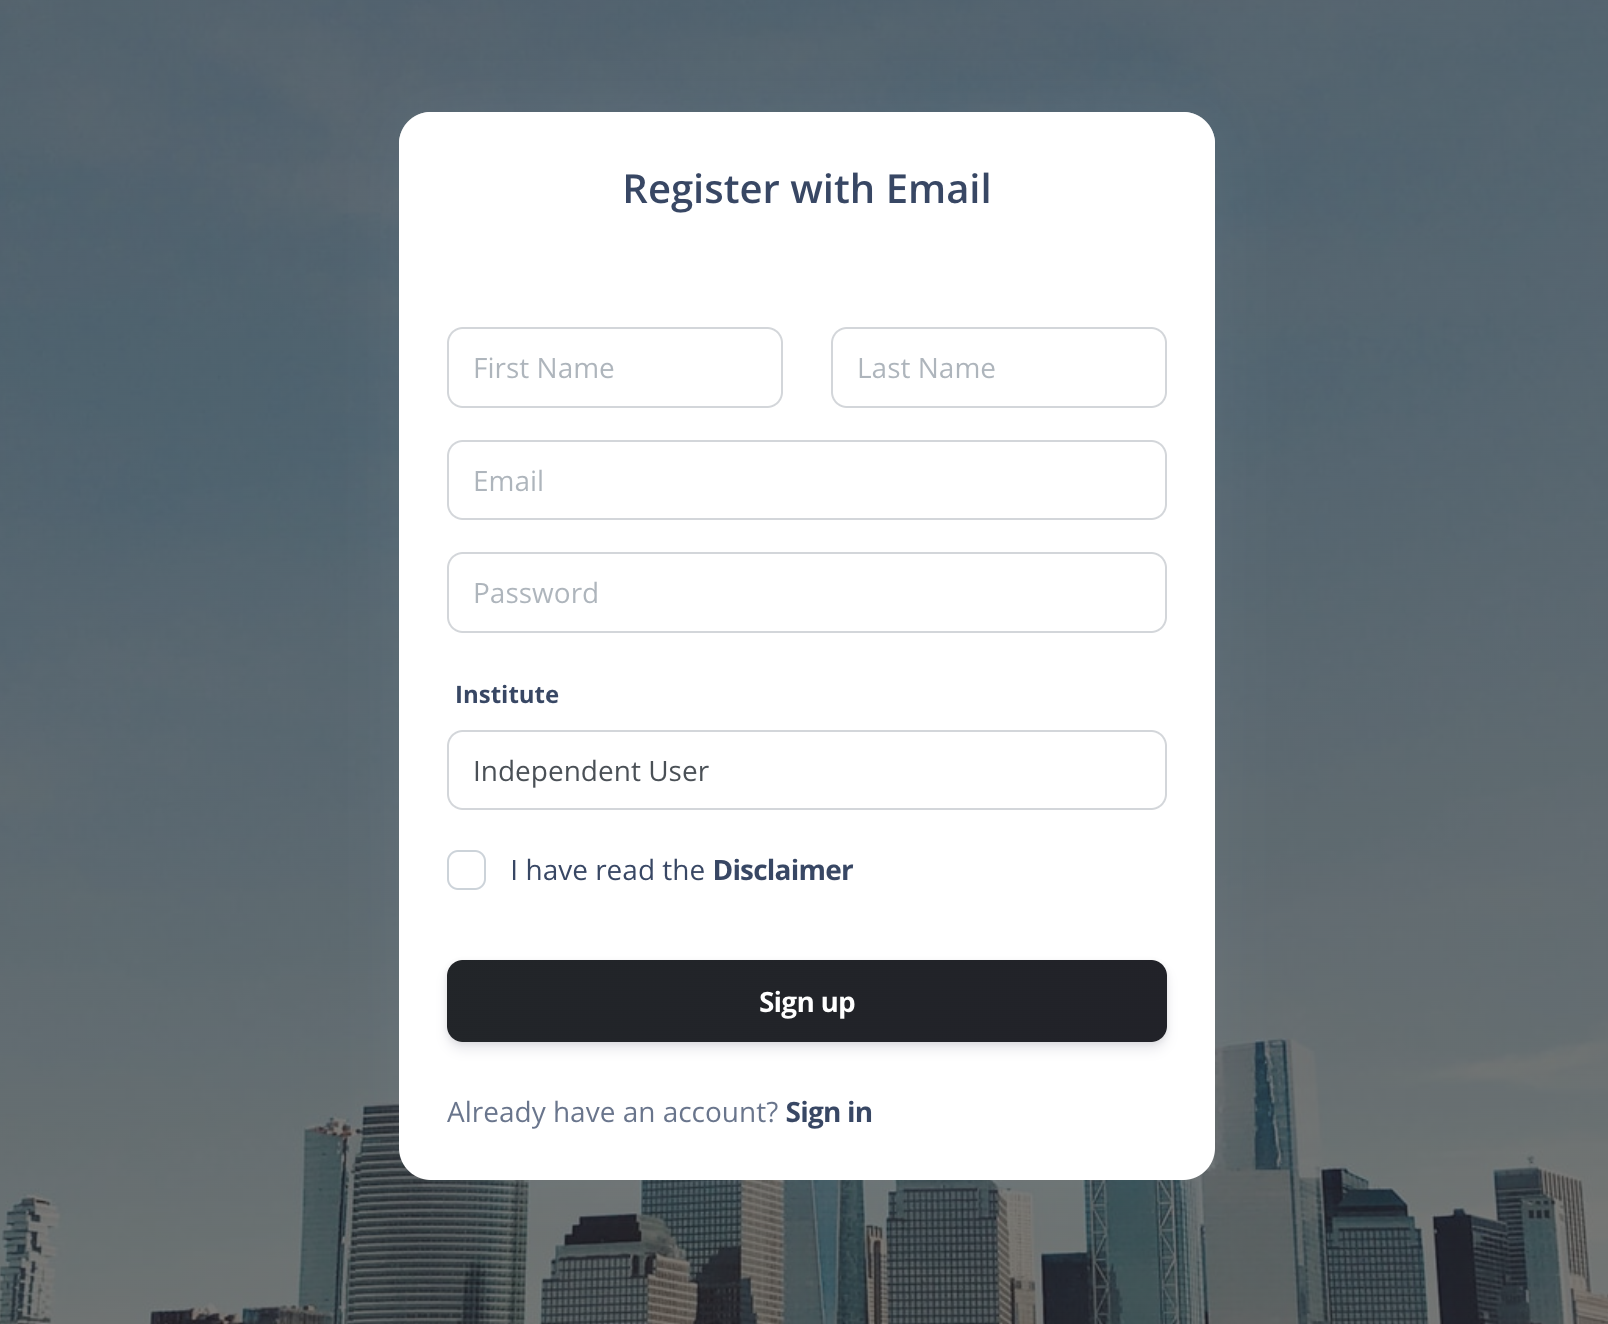 Register with Email
First Name
Last Name
Email
Password
Institute
Independent User
I have read the Disclaimer
Sign up
Already have an account? Sign in